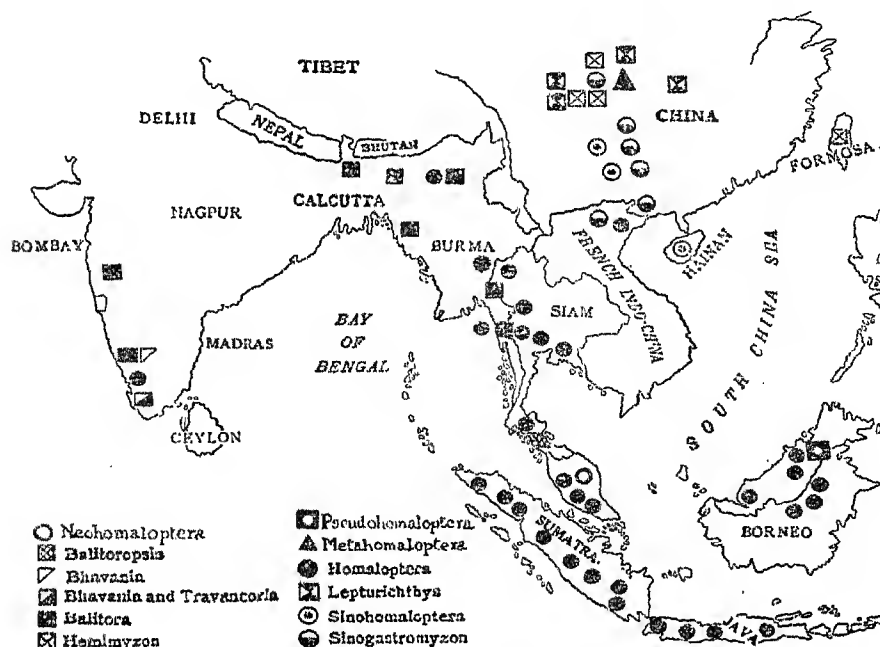 TIBET
DELHI
NEPAL
BHUTAN
CHINA
FORMOSA
CALCUTTA
NAGPUR
BOMBAY
BURMA
HAINAN
FRENCH INDO-CHINA
SIAM
MADRAS
BAY
OF
BENGAL
SOUTH CHINA SEA
CEYLON
SUMATRA
BORNEO
JAVA
Neohomaloptera
Balitoropsis
Bhavania
Bhavania and Travancoria
Balitora
Hemimyzon
Pseudohomaloptera
Metahomaloptera
Homaloptera
Lepturichthys
Sinohomaloptera
Sinogastromyzon